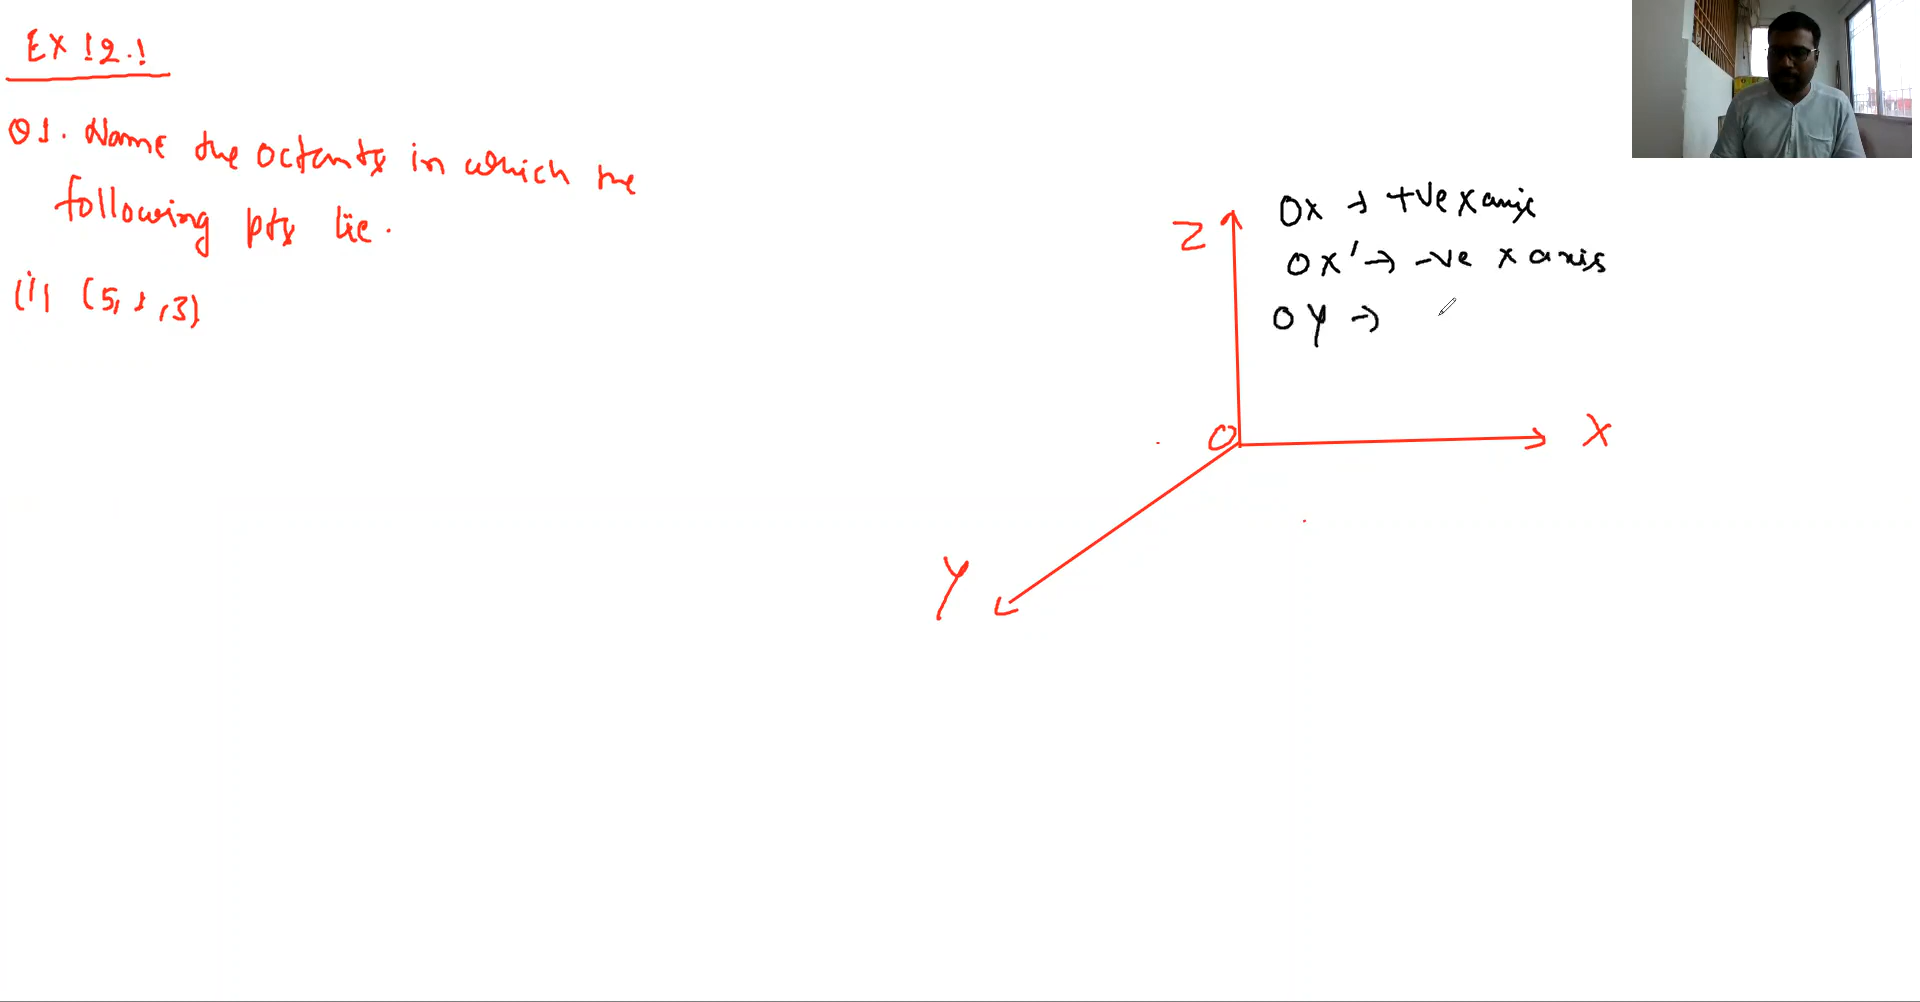 Ex 12.1
Q1. Name the octants in which the
following pts lie.
(i) (5, , 3)
OX → +ve X axis
OX' → -ve X axis
OY →
Z
O
X
Y